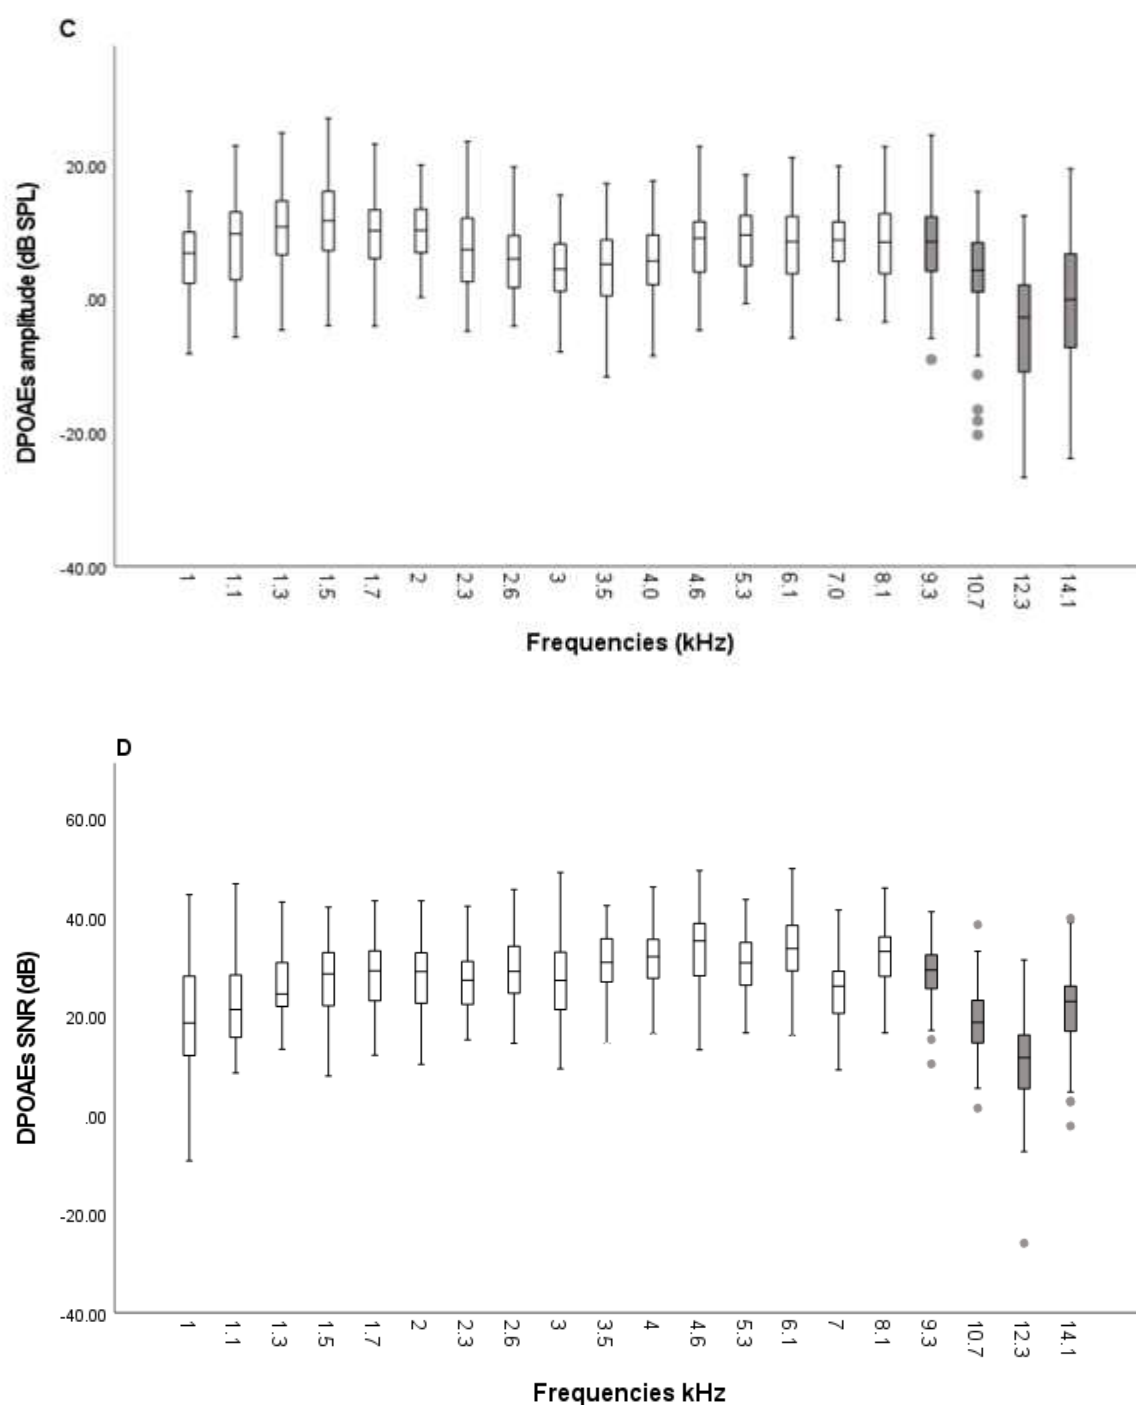 C
DPOAEs amplitude (dB SPL)
20.00
.00
-20.00
-40.00
1 1.1 1.3 1.5 1.7 2 2.3 2.6 3 3.5 4.0 4.6 5.3 6.1 7.0 8.1 9.3 10.7 12.3 14.1
Frequencies (kHz)
D
DPOAEs SNR (dB)
60.00
40.00
20.00
.00
-20.00
-40.00
1 1.1 1.3 1.5 1.7 2 2.3 2.6 3 3.5 4 4.6 5.3 6.1 7 8.1 9.3 10.7 12.3 14.1
Frequencies kHz